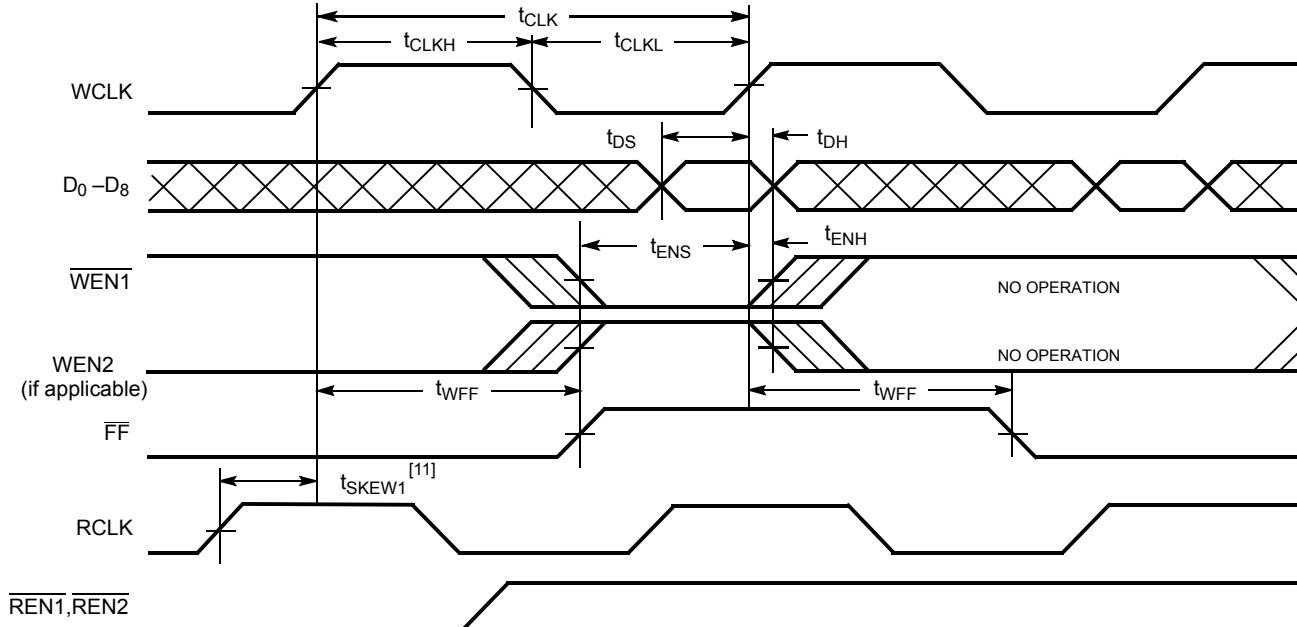 tCLK
tCLKH tCLKL
WCLK
tDS tDH
D0 –D8
tENS tENH
WEN1
NO OPERATION
WEN2
(if applicable)
NO OPERATION
tWFF tWFF
FF
tSKEW1 [11]
RCLK
REN1,REN2